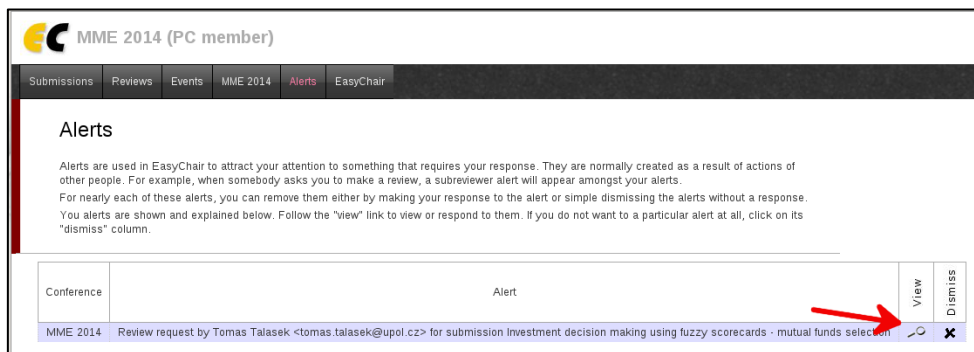 EC MME 2014 (PC member)
Submissions Reviews Events MME 2014 Alerts EasyChair
Alerts
Alerts are used in EasyChair to attract your attention to something that requires your response. They are normally created as a result of actions of
other people. For example, when somebody asks you to make a review, a subreviewer alert will appear amongst your alerts.
For nearly each of these alerts, you can remove them either by making your response to the alert or simple dismissing the alerts without a response.
You alerts are shown and explained below. Follow the "view" link to view or respond to them. If you do not want to a particular alert at all, click on its
"dismiss" column.
Conference Alert View Dismiss
MME 2014 Review request by Tomas Talasek <tomas.talasek@upol.cz> for submission Investment decision making using fuzzy scorecards - mutual funds selection